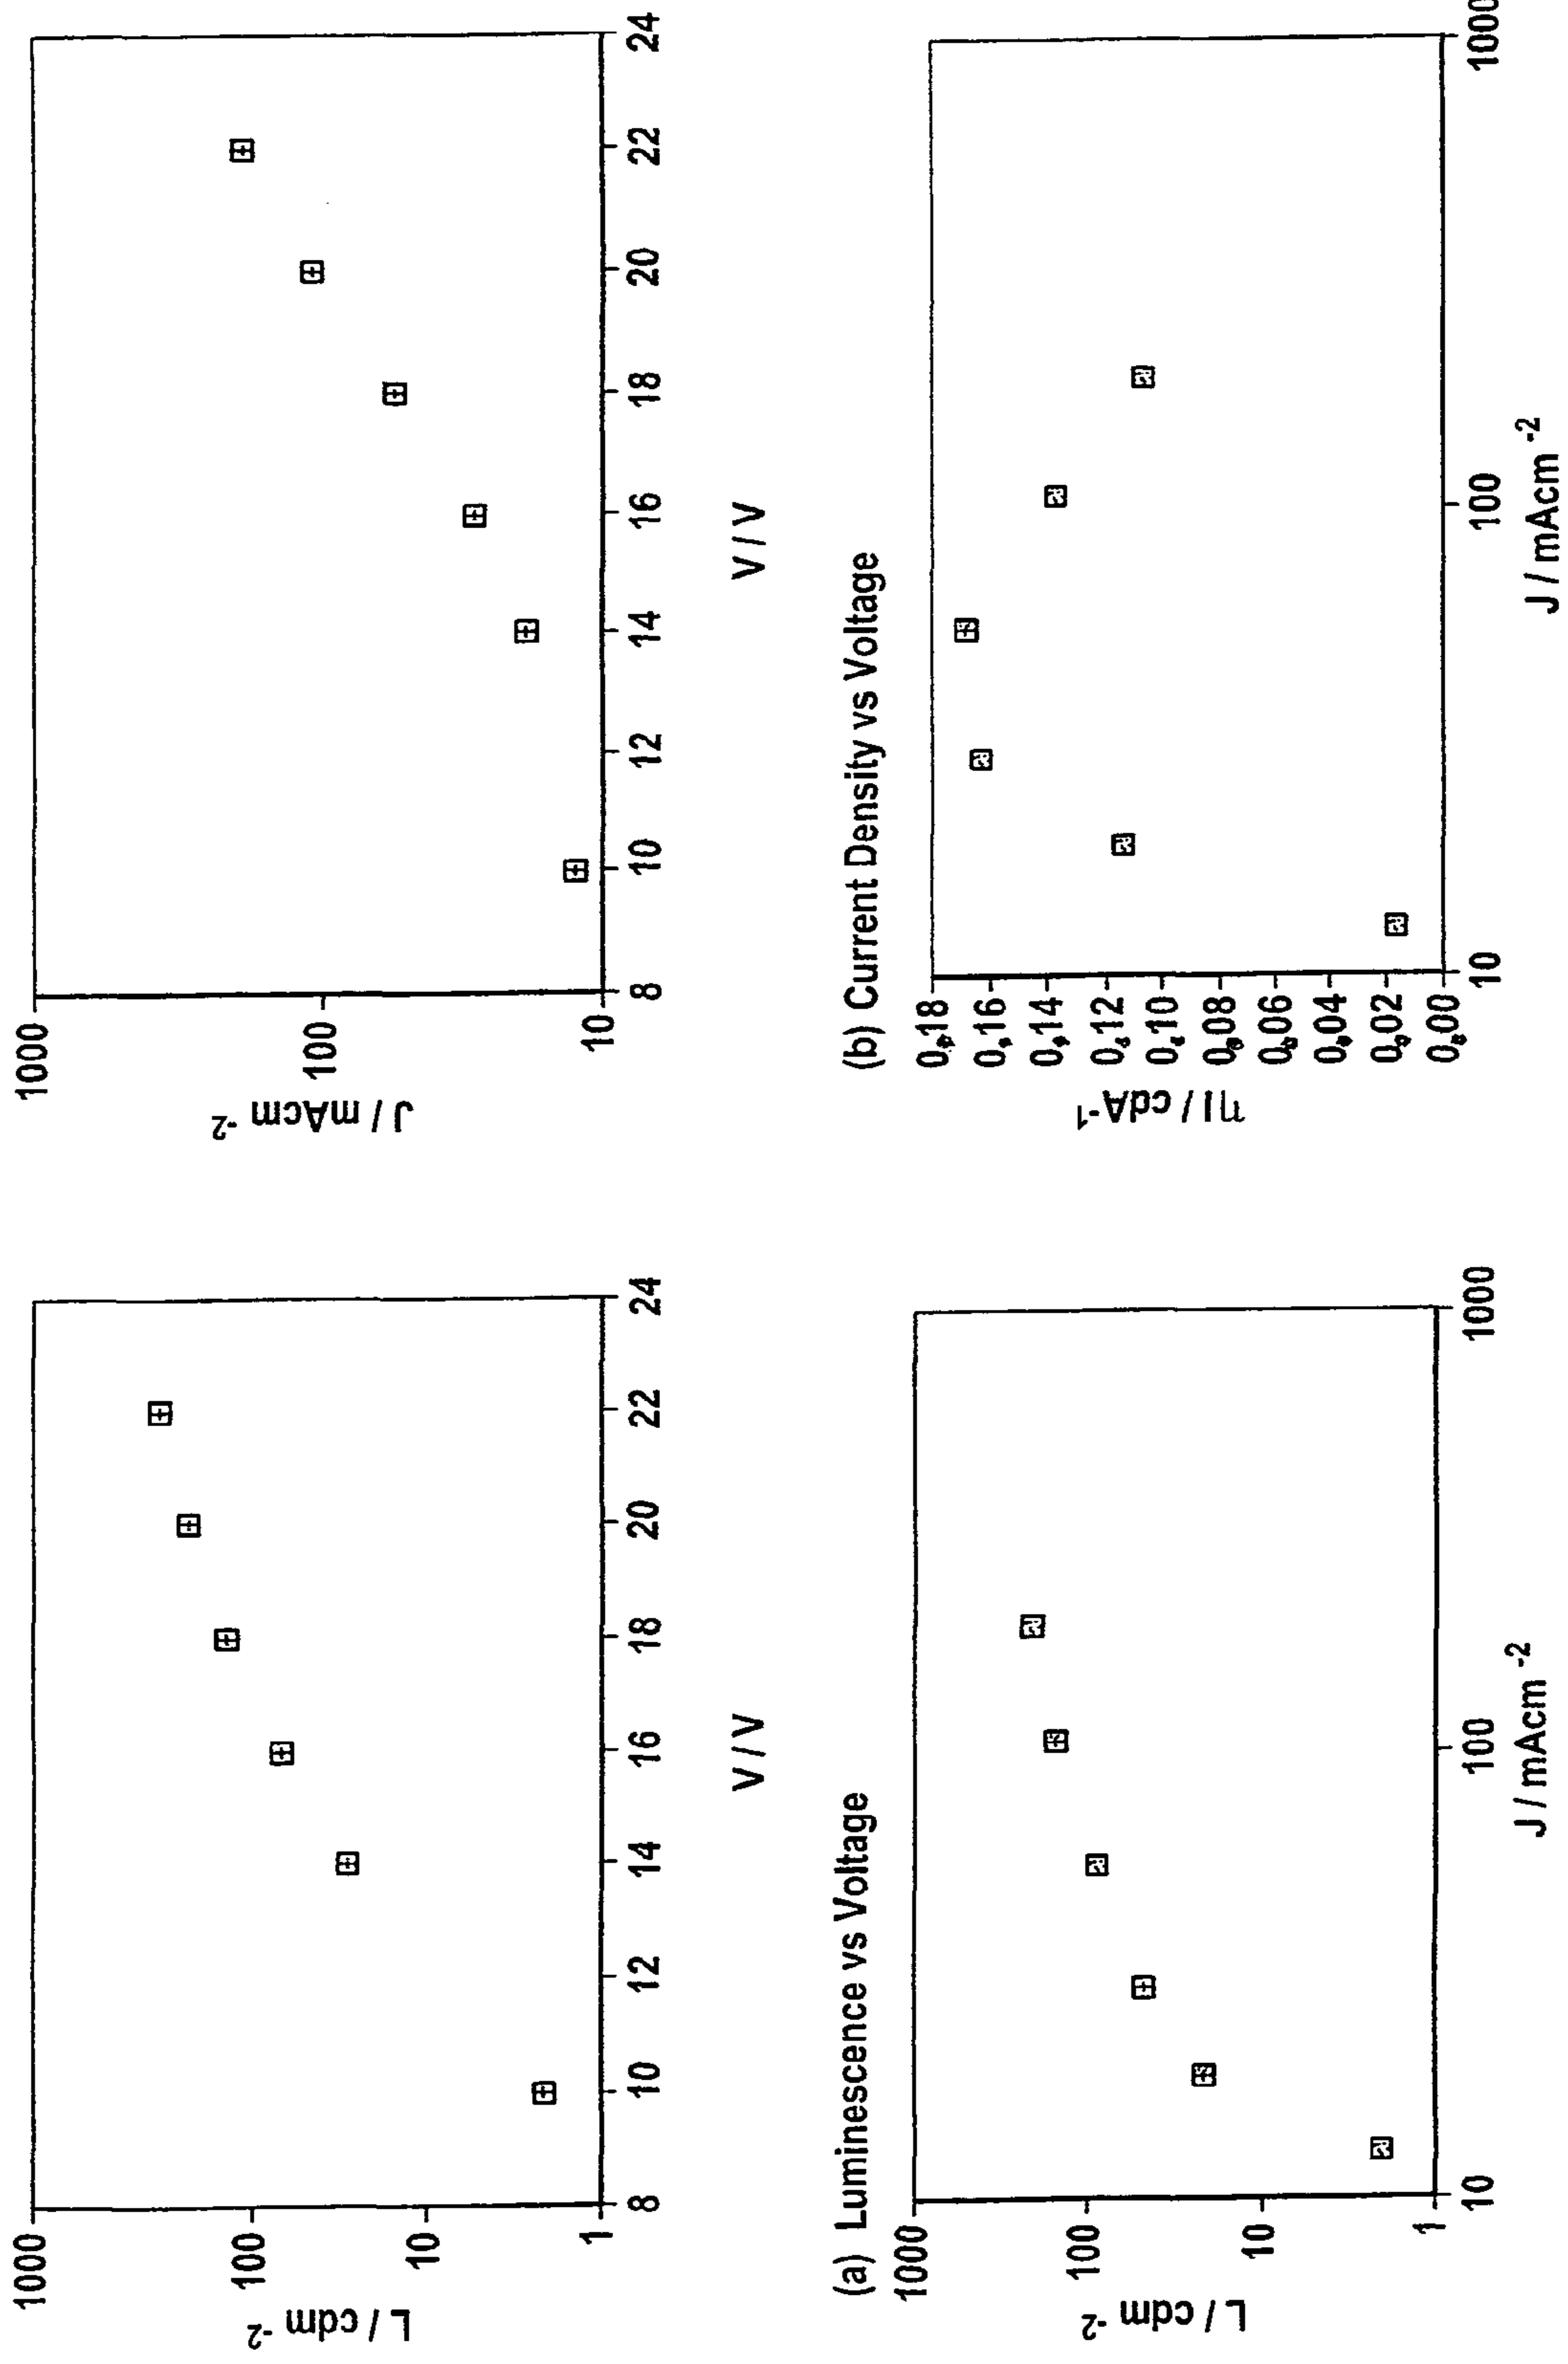 L / cdm -2
1000
100
10
1
8 10 12 14 16 18 20 22 24
V / V
(a) Luminescence vs Voltage
J / mAcm -2
1000
100
10
8 10 12 14 16 18 20 22 24
V / V
(b) Current Density vs Voltage
L / cdm -2
1000
100
10
1
10 100 1000
J / mAcm -2
ηI / cdA-1
0,18
0,16
0,14
0,12
0,10
0,08
0,06
0,04
0,02
0,00
10 100 1000
J / mAcm -2